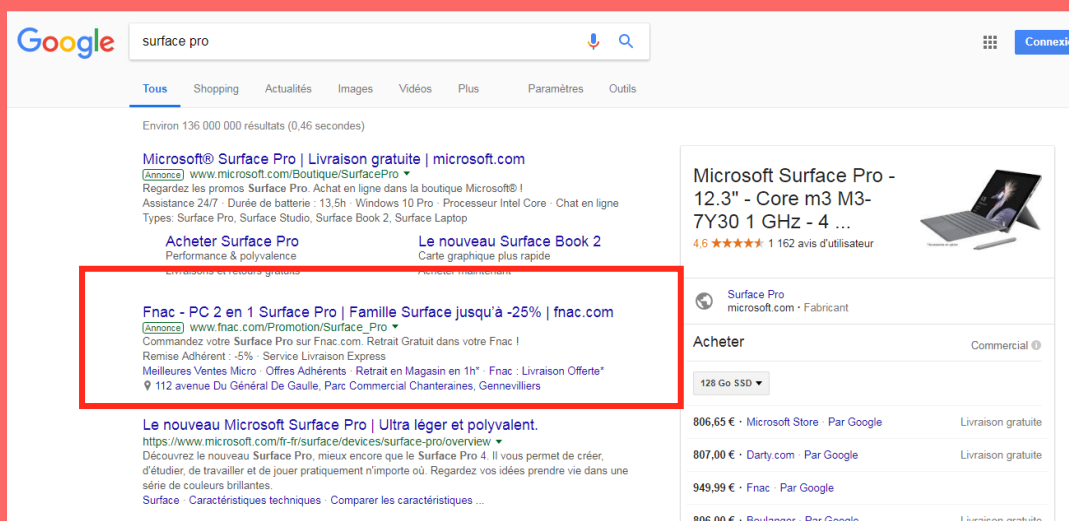 Google
surface pro
Connexi
Tous Shopping Actualités Images Vidéos Plus Paramètres Outils
Environ 136 000 000 résultats (0,46 secondes)
Microsoft® Surface Pro | Livraison gratuite | microsoft.com
Annonce www.microsoft.com/Boutique/SurfacePro
Regardez les promos Surface Pro. Achat en ligne dans la boutique Microsoft® !
Assistance 24/7 · Durée de batterie : 13,5h · Windows 10 Pro · Processeur Intel Core · Chat en ligne
Types: Surface Pro, Surface Studio, Surface Book 2, Surface Laptop
Acheter Surface Pro
Performance & polyvalence
Livraisons et retours gratuits
Le nouveau Surface Book 2
Carte graphique plus rapide
Acheter maintenant
Fnac - PC 2 en 1 Surface Pro | Famille Surface jusqu'à -25% | fnac.com
Annonce www.fnac.com/Promotion/Surface_Pro
Commandez votre Surface Pro sur Fnac.com. Retrait Gratuit dans votre Fnac !
Remise Adhérent : -5% · Service Livraison Express
Meilleures Ventes Micro · Offres Adhérents · Retrait en Magasin en 1h* · Fnac : Livraison Offerte*
112 avenue Du Général De Gaulle, Parc Commercial Chanteraines, Gennevilliers
Le nouveau Microsoft Surface Pro | Ultra léger et polyvalent.
https://www.microsoft.com/fr-fr/surface/devices/surface-pro/overview
Découvrez le nouveau Surface Pro, mieux encore que le Surface Pro 4. Il vous permet de créer,
d'étudier, de travailler et de jouer pratiquement n'importe où. Regardez vos idées prendre vie dans une
série de couleurs brillantes.
Surface · Caractéristiques techniques · Comparer les caractéristiques ...
Microsoft Surface Pro -
12.3" - Core m3 M3-
7Y30 1 GHz - 4 ...
4,6 ★★★★★ 1 162 avis d'utilisateur
Surface Pro
microsoft.com · Fabricant
Acheter Commercial
128 Go SSD
806,65 € · Microsoft Store · Par Google Livraison gratuite
807,00 € · Darty.com · Par Google Livraison gratuite
949,99 € · Fnac · Par Google
806,00 € · Boulanger · Par Google Livraison gratuite